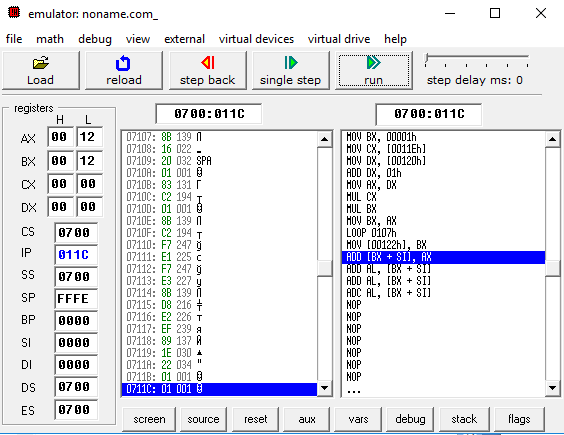 emulator: noname.com_
file math debug view external virtual devices virtual drive help
Load reload step back single step run step delay ms: 0
registers
H L
AX 00 12
BX 00 12
CX 00 00
DX 00 00
CS 0700
IP 011C
SS 0700
SP FFFE
BP 0000
SI 0000
DI 0000
DS 0700
ES 0700
0700:011C
07107: 8B 139 Л
07108: 16 022 ▬
07109: 20 032 SPA
0710A: 01 001 ☺
0710B: 83 131 Г
0710C: C2 194 ┬
0710D: 01 001 ☺
0710E: 8B 139 Л
0710F: C2 194 ┬
07110: F7 247 ў
07111: E1 225 с
07112: F7 247 ў
07113: E3 227 у
07114: 8B 139 Л
07115: D8 216 ╪
07116: E2 226 т
07117: EF 239 я
07118: 89 137 Й
07119: 1E 030 ▲
0711A: 22 034 "
0711B: 01 001 ☺
0711C: 01 001 ☺
0700:011C
MOV BX, 00001h
MOV CX, [0011Eh]
MOV DX, [00120h]
ADD DX, 01h
MOV AX, DX
MUL CX
MUL BX
MOV BX, AX
LOOP 0107h
MOV [00122h], BX
ADD [BX + SI], AX
ADD AL, [BX + SI]
ADD AL, [BX + SI]
ADC AL, [BX + SI]
NOP
NOP
NOP
NOP
NOP
NOP
NOP
...
screen source reset aux vars debug stack flags